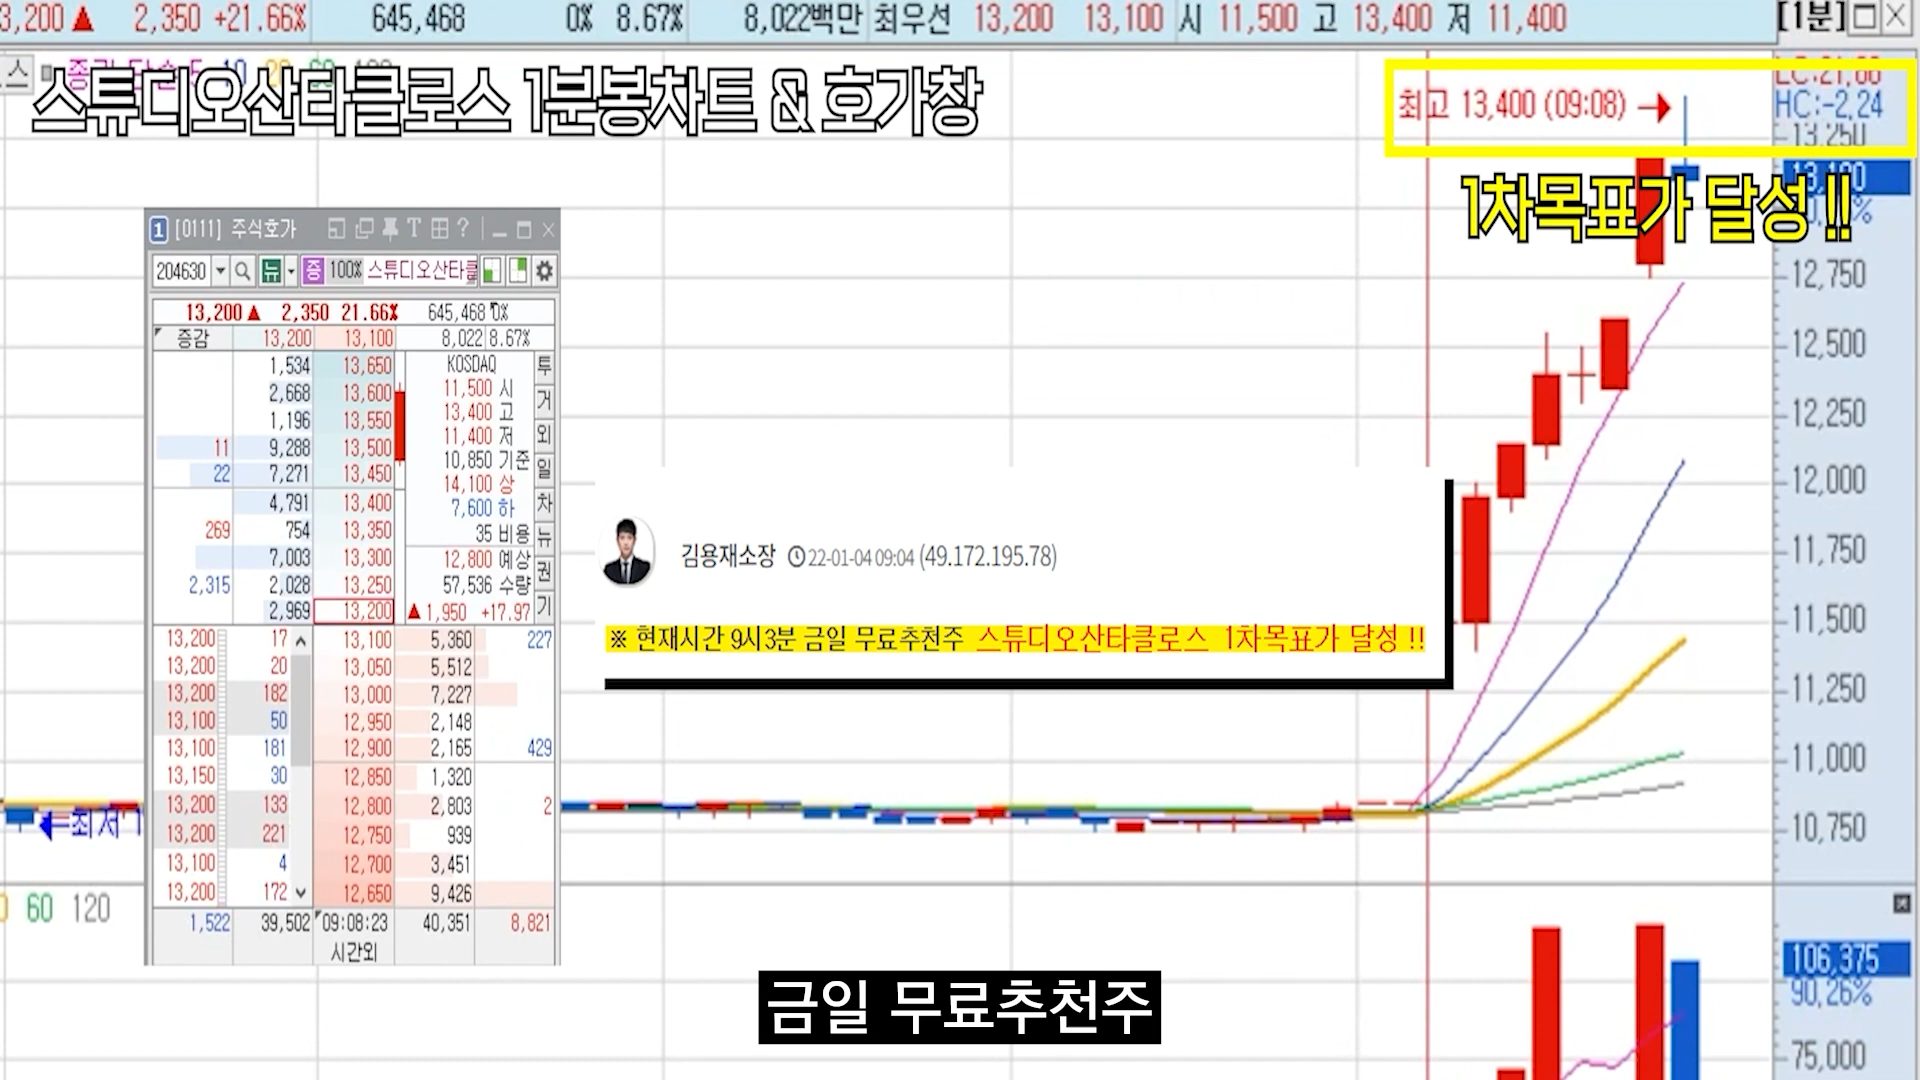 3,200 ▲ 2,350 +21.66% 645,468 0% 8.67% 8,022백만 최우선 13,200 13,100 시 11,500 고 13,400 저 11,400 [1분]
스튜디오산타클로스 1분봉차트 & 호가창
최고 13,400 (09:08) →
HC:-2,24
13,250
1차목표가 달성 !!
12,750
12,500
12,250
12,000
11,750
11,500
11,250
11,000
10,750
1 [0111] 주식호가
204630 뉴 증 100% 스튜디오산타클
13,200 ▲ 2,350 21.66% 645,468 0%
증감 13,200 13,100 8,022 8.67%
1,534 13,650 KOSDAQ 투
2,668 13,600 11,500 시 거
1,196 13,550 13,400 고
11 9,288 13,500 11,400 저 외
22 7,271 13,450 10,850 기준 일
4,791 13,400 14,100 상 차
269 754 13,350 7,600 하
7,003 13,300 35 비용 뉴
2,315 2,028 13,250 12,800 예상 권
57,536 수량
2,969 13,200 ▲ 1,950 +17.97 기
13,200 17 13,100 5,360 227
13,200 20 13,050 5,512
13,200 182 13,000 7,227
13,100 50 12,950 2,148
13,100 181 12,900 2,165 429
13,150 30 12,850 1,320
13,200 133 12,800 2,803 2
13,200 221 12,750 939
13,100 4 12,700 3,451
13,200 172 12,650 9,426
1,522 39,502 09:08:23 40,351 8,821
시간외
김용재소장 22-01-04 09:04 (49.172.195.78)
※ 현재시간 9시3분 금일 무료추천주 스튜디오산타클로스 1차목표가 달성 !!
60 120
106,375
90,26%
75,000
금일 무료추천주